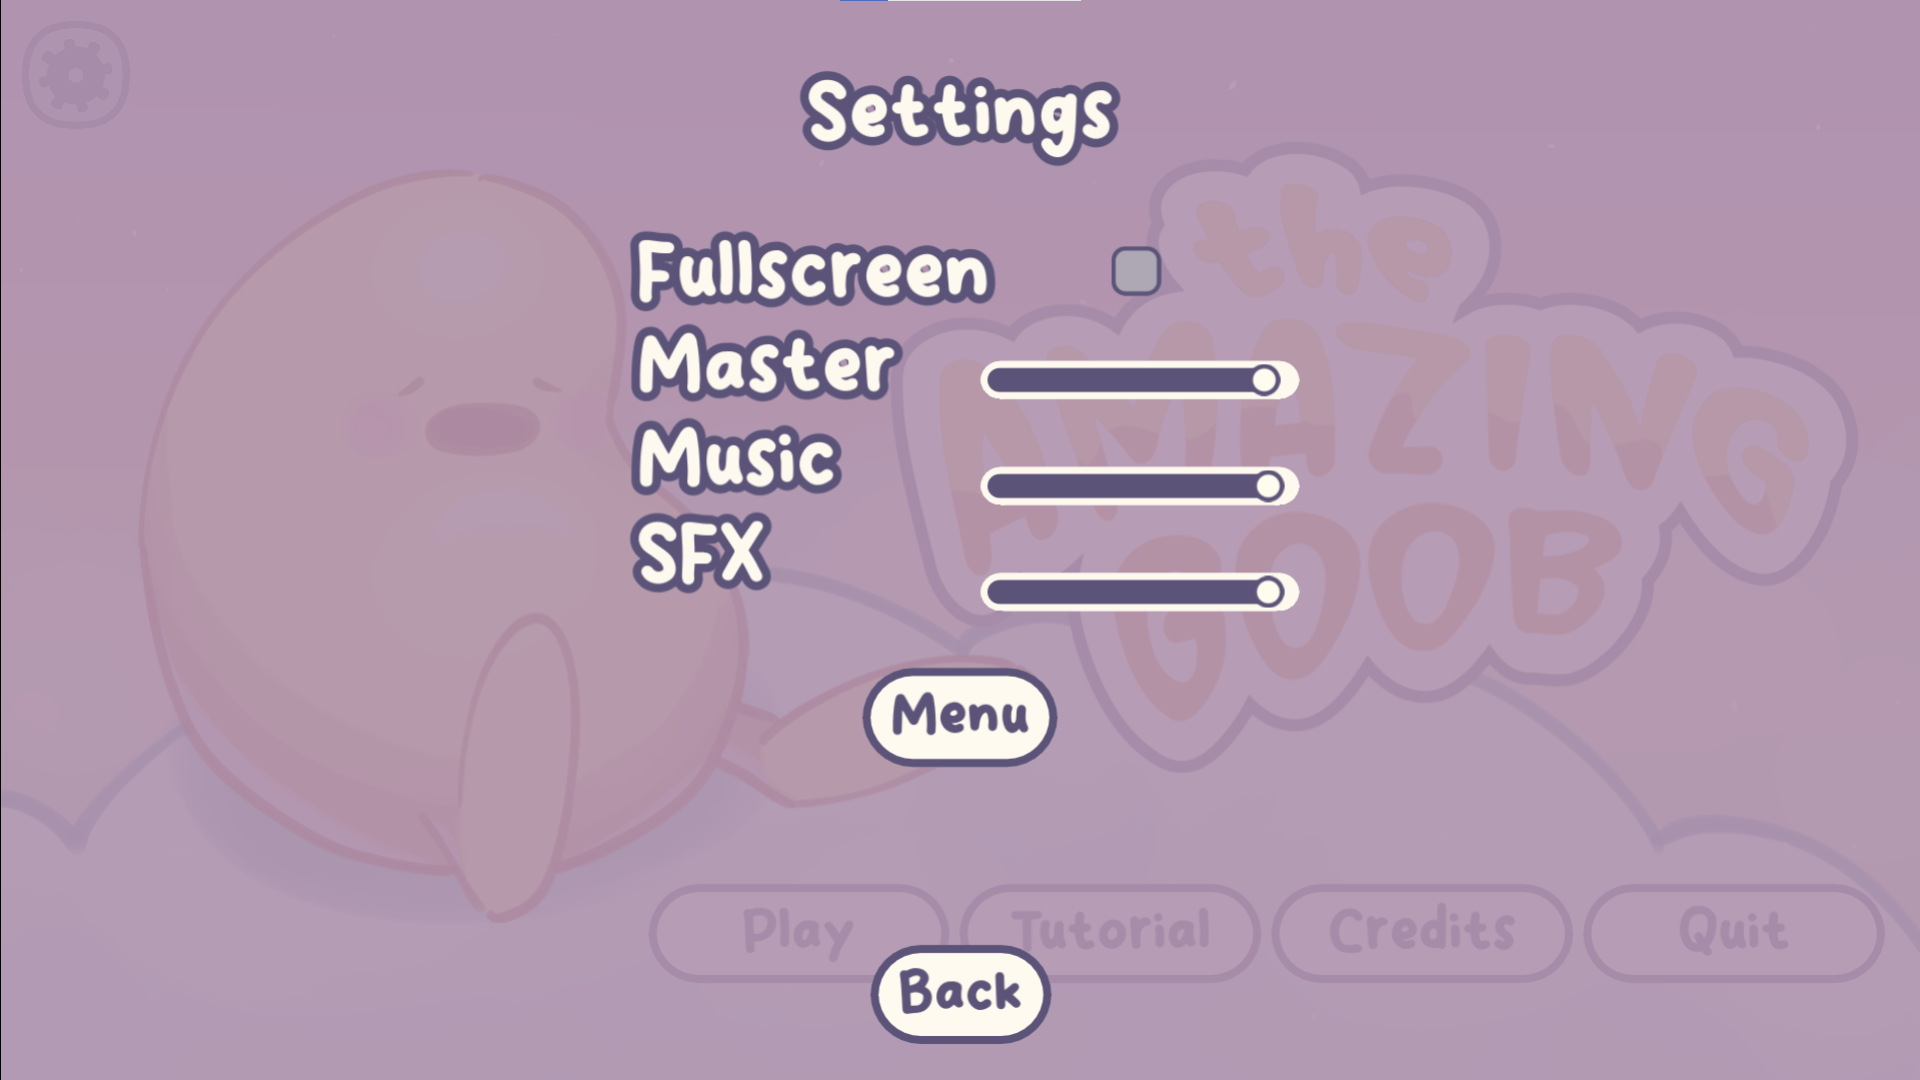 Settings
Fullscreen
Master
Music
SFX
Menu
Back
the
AMAZING
GOOB
Play
Tutorial
Credits
Quit